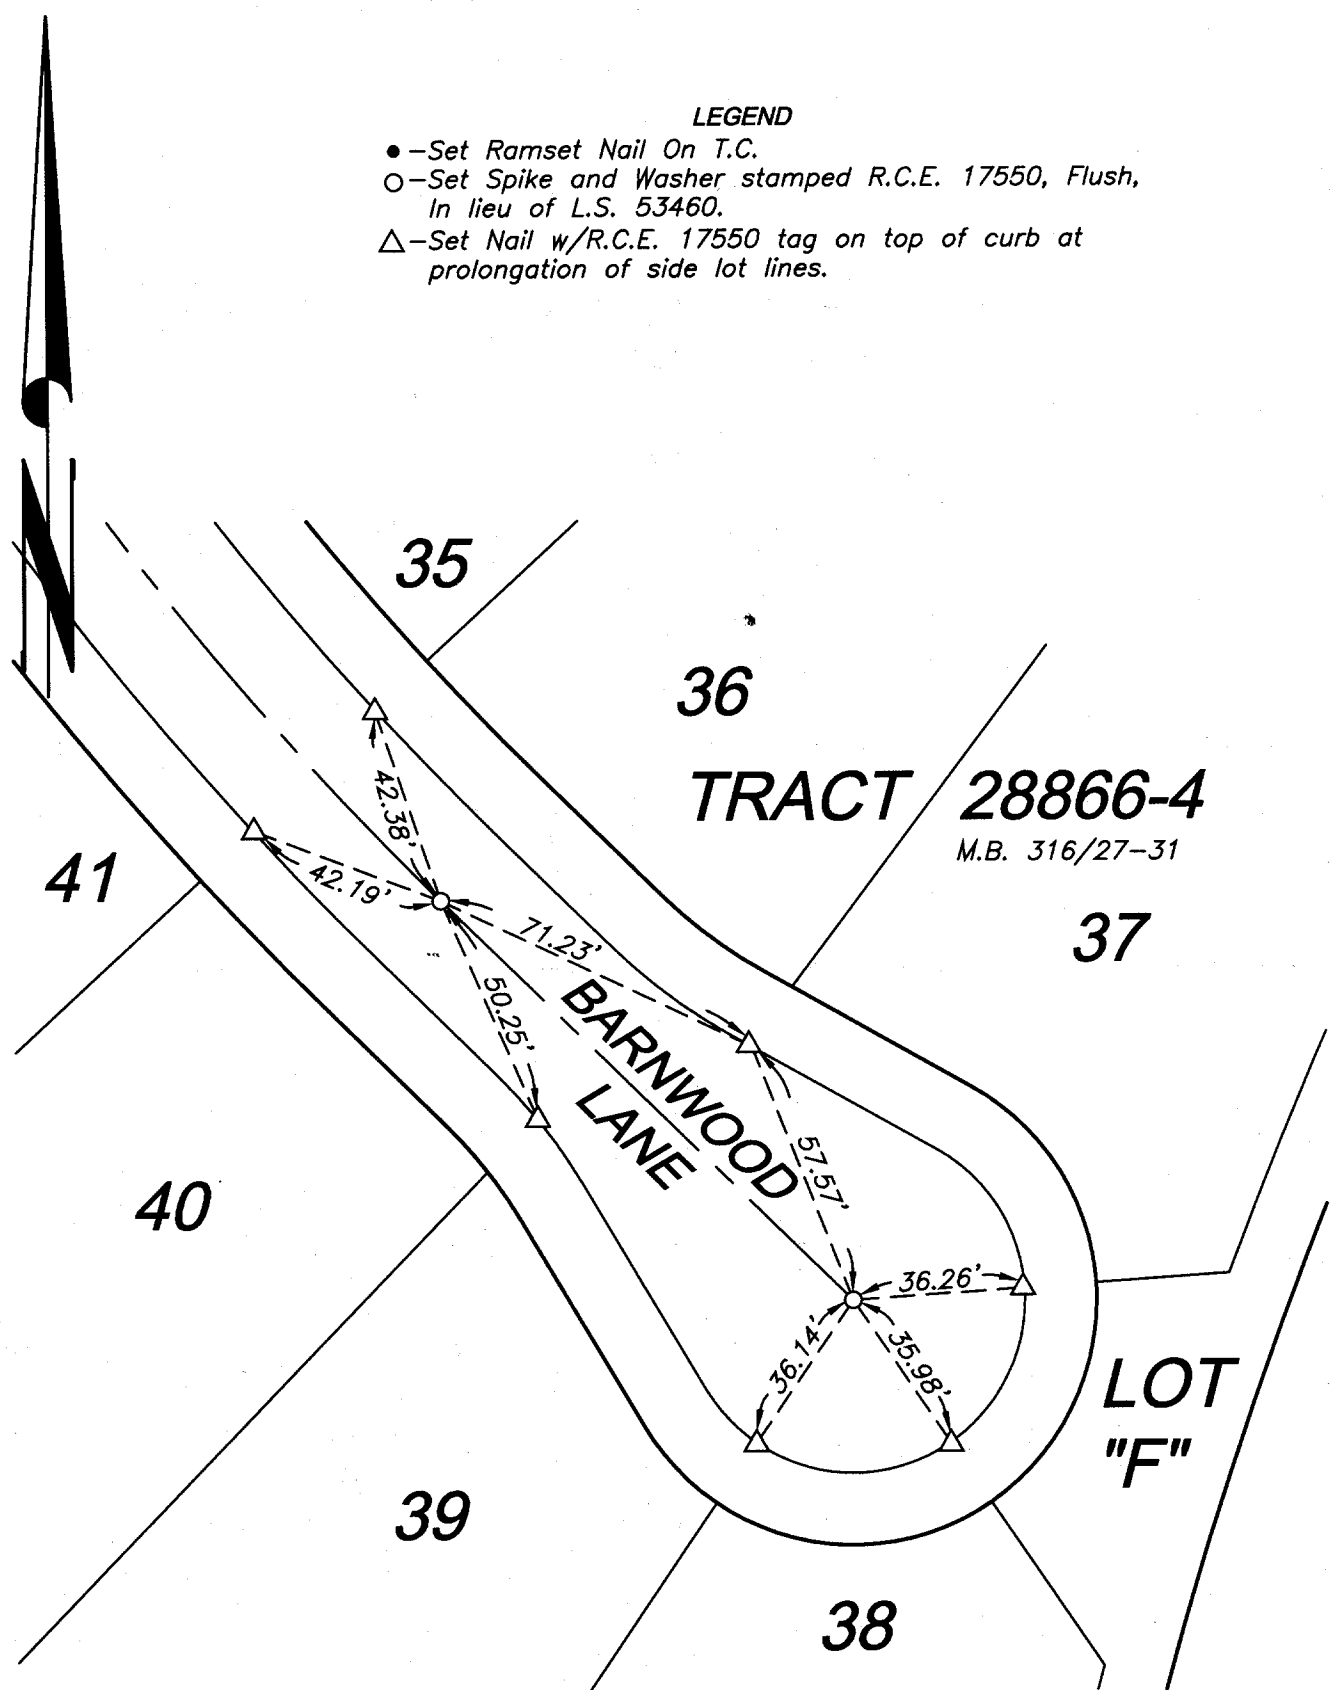 LEGEND
● –Set Ramset Nail On T.C.
○ –Set Spike and Washer stamped R.C.E. 17550, Flush,
In lieu of L.S. 53460.
△ –Set Nail w/R.C.E. 17550 tag on top of curb at
prolongation of side lot lines.
N
35
36
TRACT 28866-4
M.B. 316/27–31
42.38'
41
42.19'
71.23'
37
50.25'
BARNWOOD
LANE
57.57'
40
36.26'
36.14'
35.98'
LOT
"F"
39
38